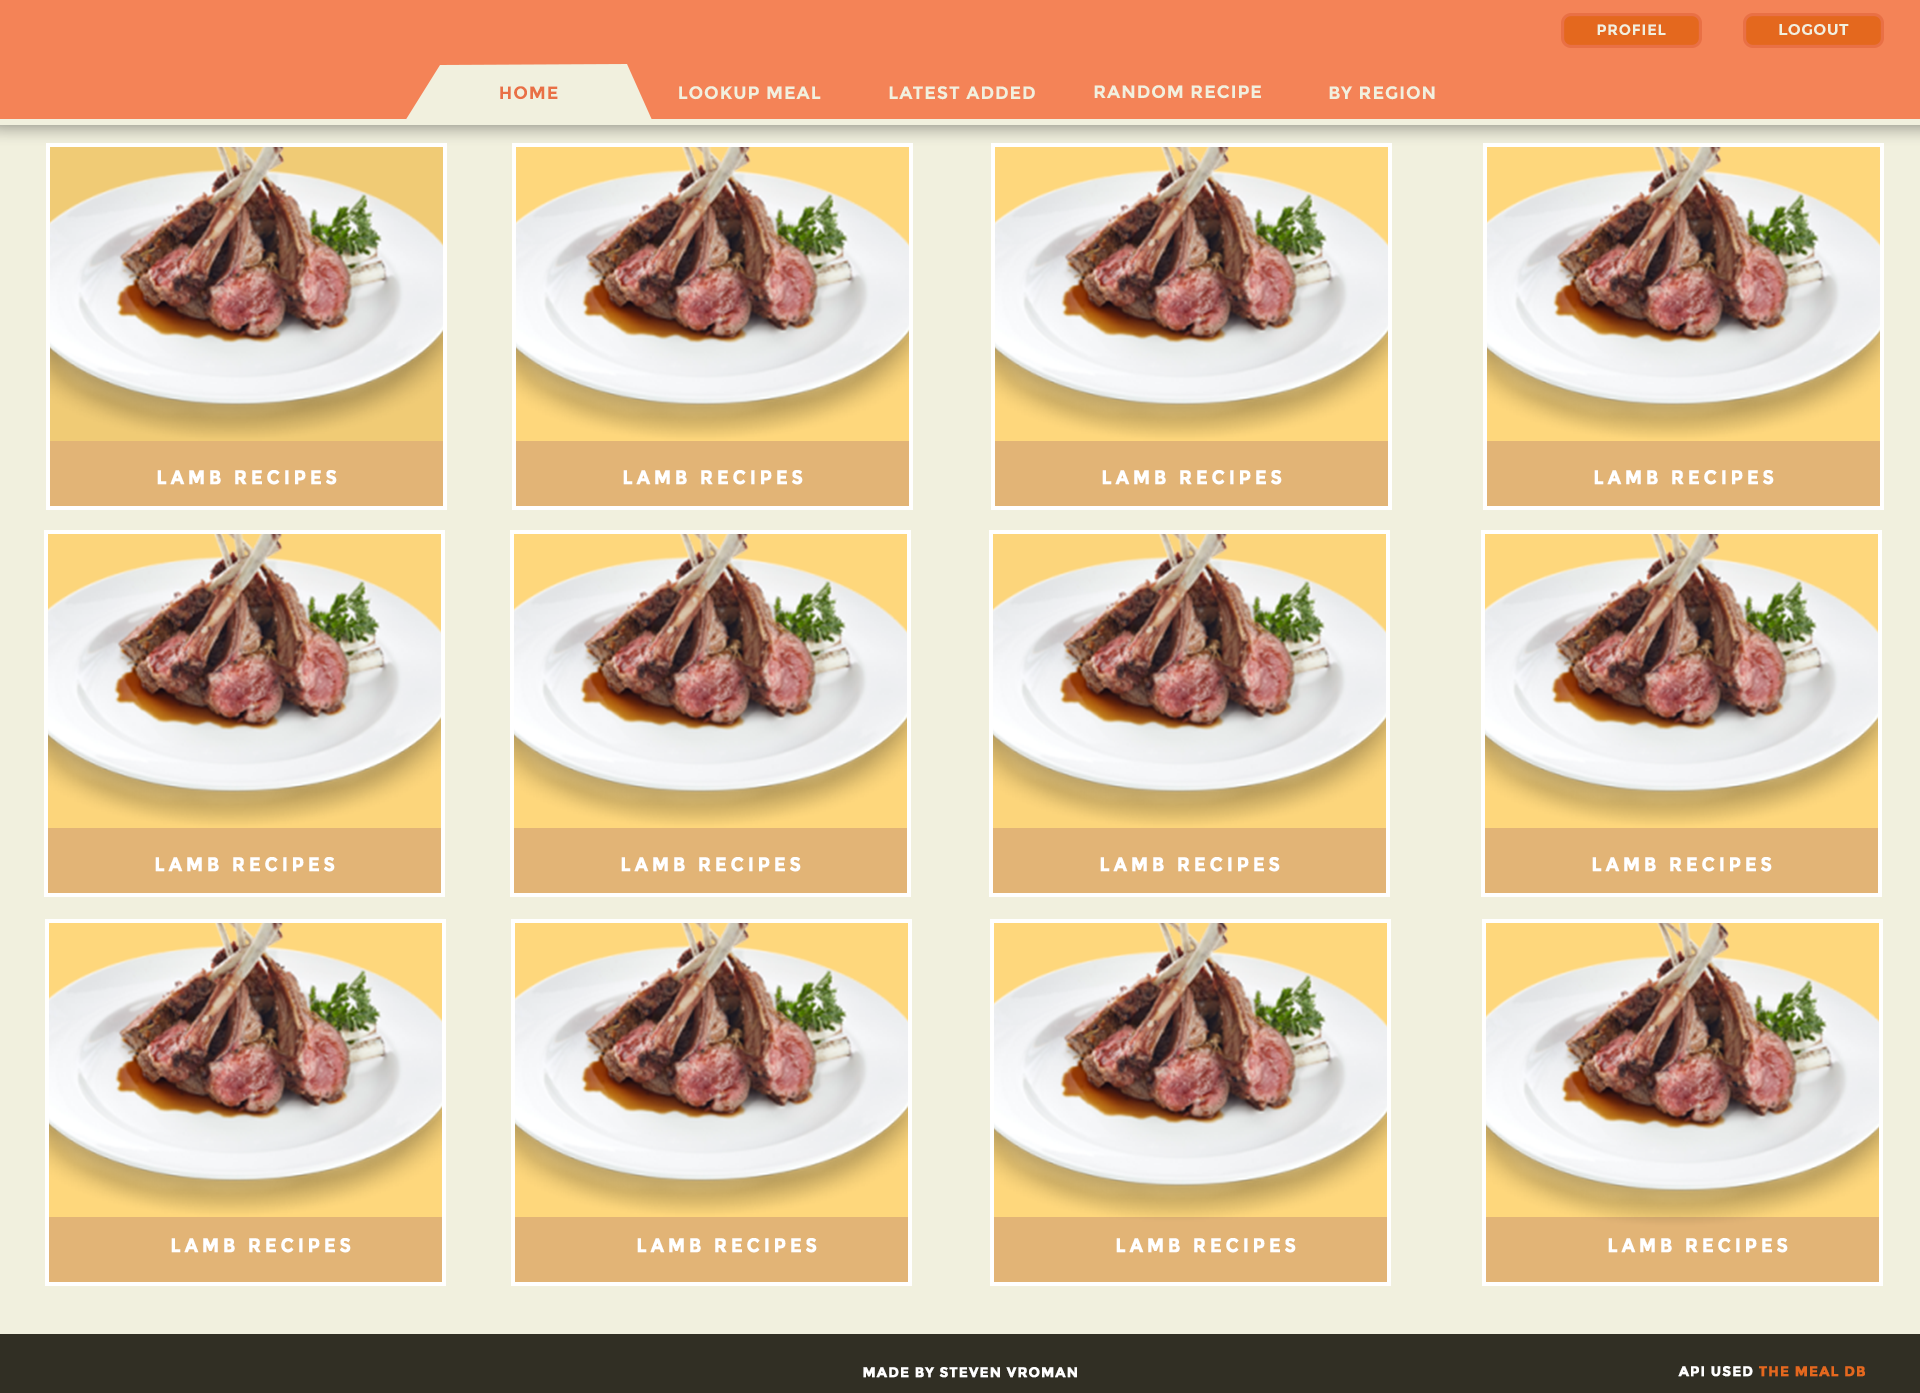 PROFIEL
LOGOUT
HOME
LOOKUP MEAL
LATEST ADDED
RANDOM RECIPE
BY REGION
LAMB RECIPES
LAMB RECIPES
LAMB RECIPES
LAMB RECIPES
LAMB RECIPES
LAMB RECIPES
LAMB RECIPES
LAMB RECIPES
LAMB RECIPES
LAMB RECIPES
LAMB RECIPES
LAMB RECIPES
MADE BY STEVEN VROMAN
API USED THE MEAL DB